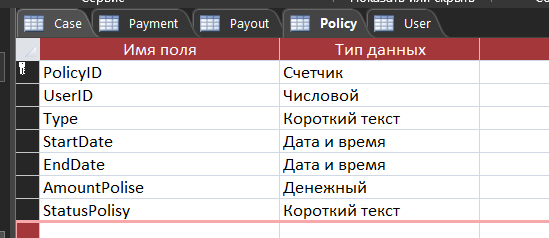 Case Payment Payout Policy User
Имя поля Тип данных
PolicyID Счетчик
UserID Числовой
Type Короткий текст
StartDate Дата и время
EndDate Дата и время
AmountPolise Денежный
StatusPolisy Короткий текст